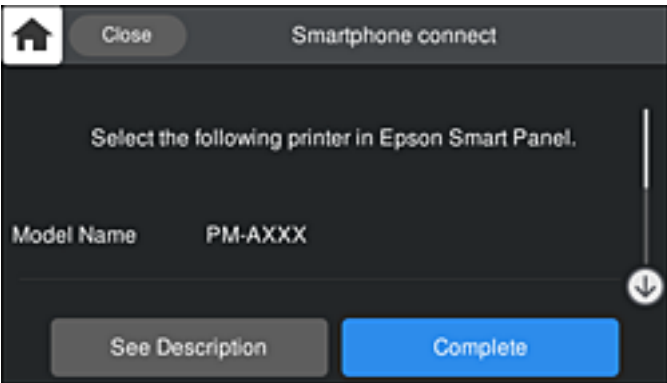 Close
Smartphone connect
Select the following printer in Epson Smart Panel.
Model Name PM-AXXX
See Description
Complete